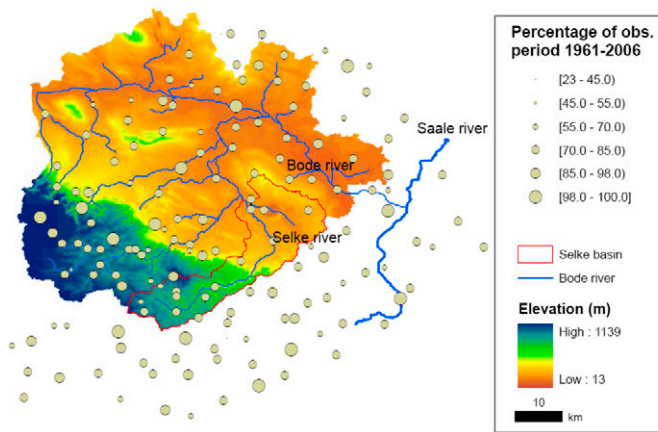 Percentage of obs.
period 1961-2006
[23 - 45.0)
[45.0 - 55.0)
[55.0 - 70.0)
[70.0 - 85.0)
[85.0 - 98.0)
[98.0 - 100.0]
Saale river
Bode river
Selke river
Selke basin
Bode river
Elevation (m)
High : 1139
Low : 13
10
km